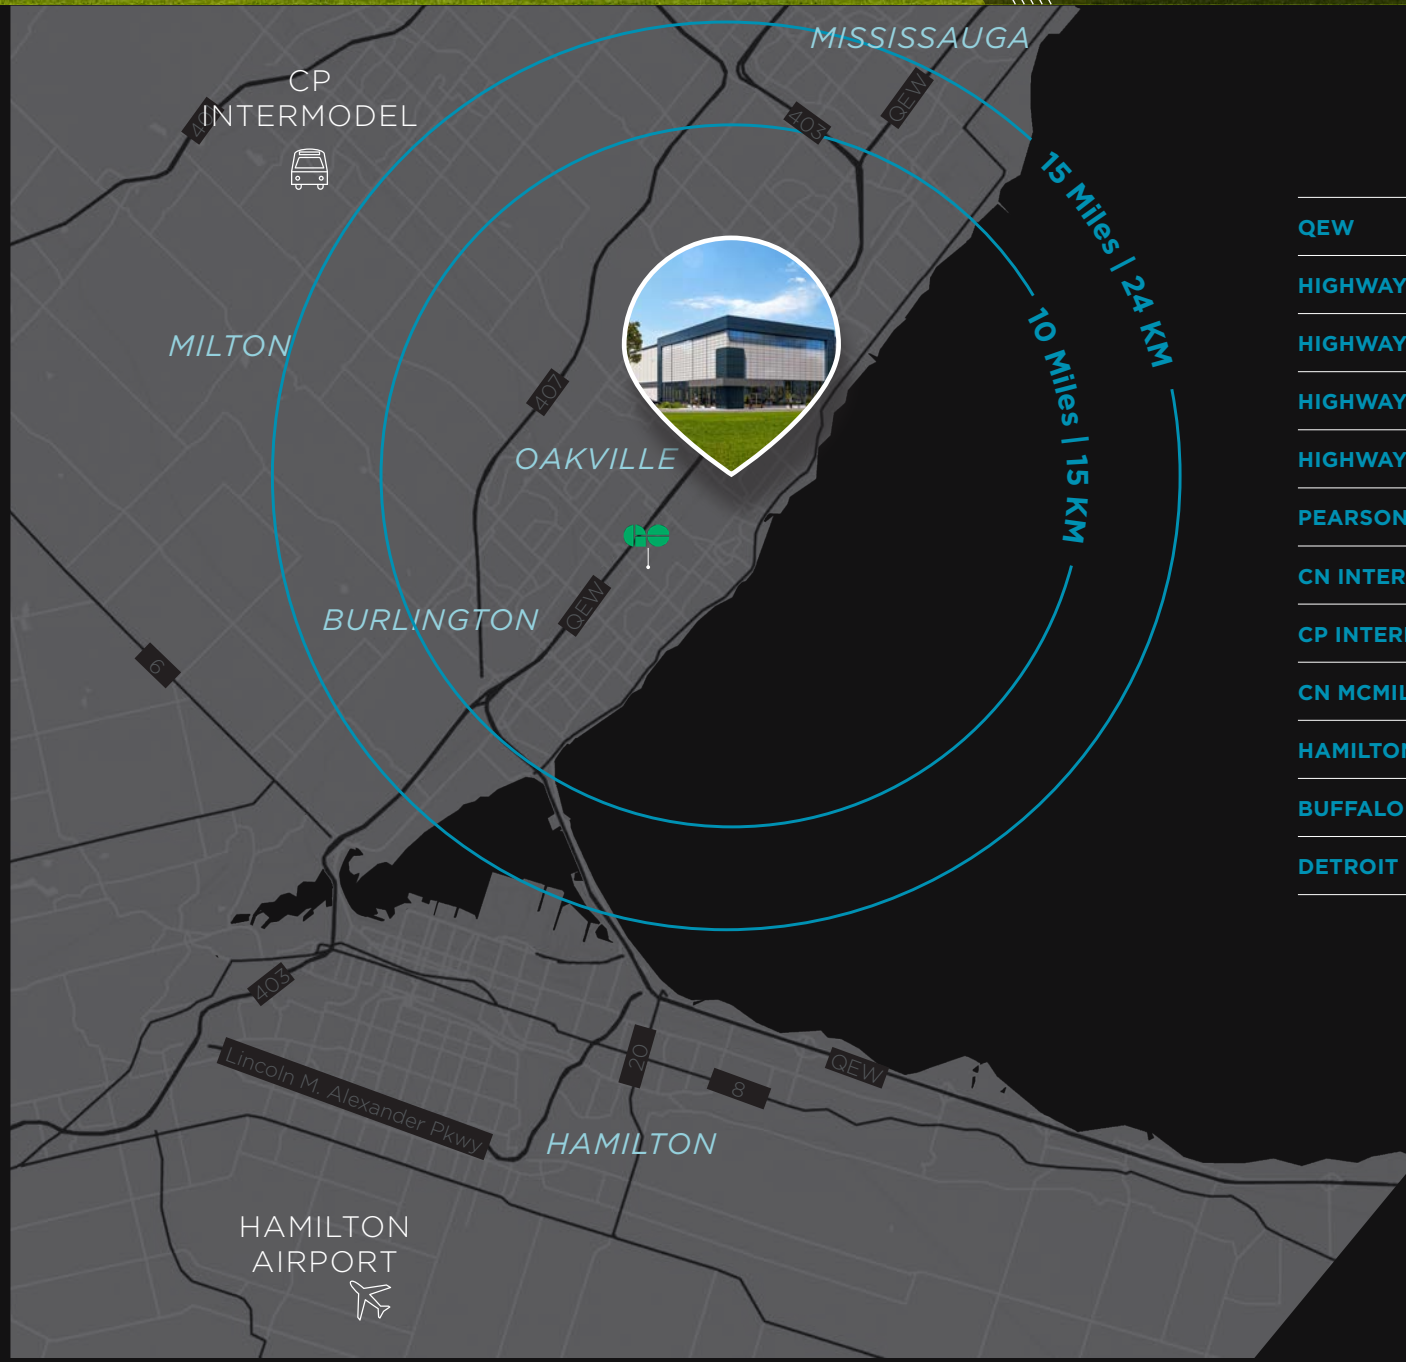 MISSISSAUGA
CP
INTERMODEL
QEW
403
15 Miles | 24 KM
10 Miles | 15 KM
MILTON
407
OAKVILLE
QEW
BURLINGTON
6
403
Lincoln M. Alexander Pkwy
20
8
QEW
HAMILTON
HAMILTON
AIRPORT
QEW
HIGHWAY
HIGHWAY
HIGHWAY
HIGHWAY
PEARSON
CN INTER
CP INTER
CN MCMIL
HAMILTON
BUFFALO
DETROIT